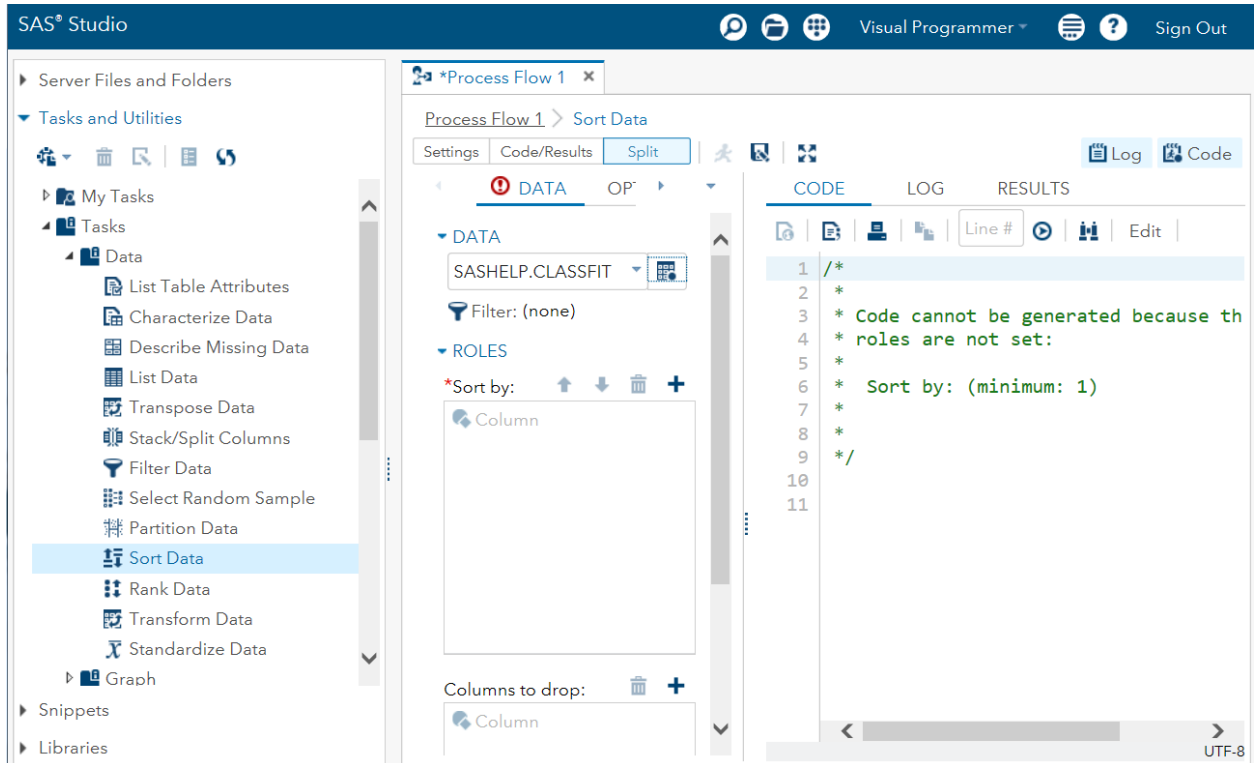 SAS® Studio
Visual Programmer
Sign Out
Server Files and Folders
Tasks and Utilities
My Tasks
Tasks
Data
List Table Attributes
Characterize Data
Describe Missing Data
List Data
Transpose Data
Stack/Split Columns
Filter Data
Select Random Sample
Partition Data
Sort Data
Rank Data
Transform Data
Standardize Data
Graph
Snippets
Libraries
*Process Flow 1
Process Flow 1 > Sort Data
Settings Code/Results Split
Log Code
DATA OPT
DATA
SASHELP.CLASSFIT
Filter: (none)
ROLES
*Sort by:
Column
Columns to drop:
Column
CODE LOG RESULTS
Line # Edit
1 /*
2 *
3 * Code cannot be generated because th
4 * roles are not set:
5 *
6 * Sort by: (minimum: 1)
7 *
8 *
9 */
10
11
UTF-8